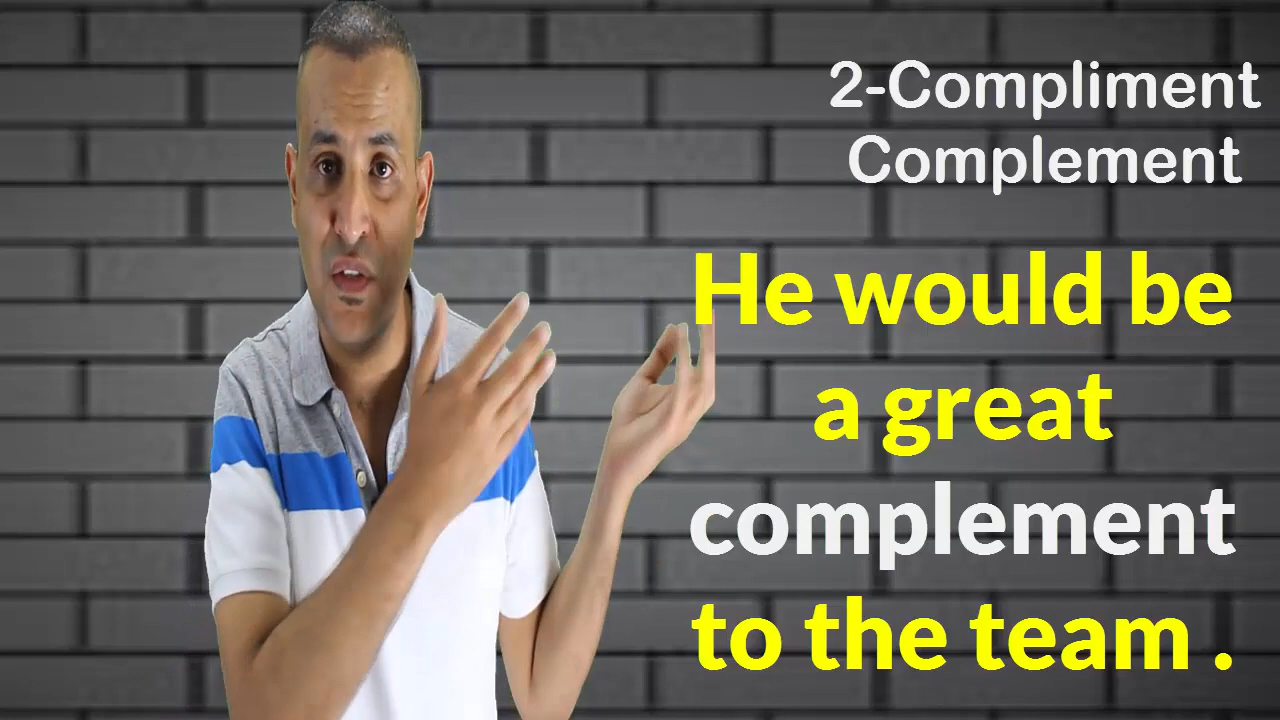 2-Compliment
Complement
He would be
a great
complement
to the team .